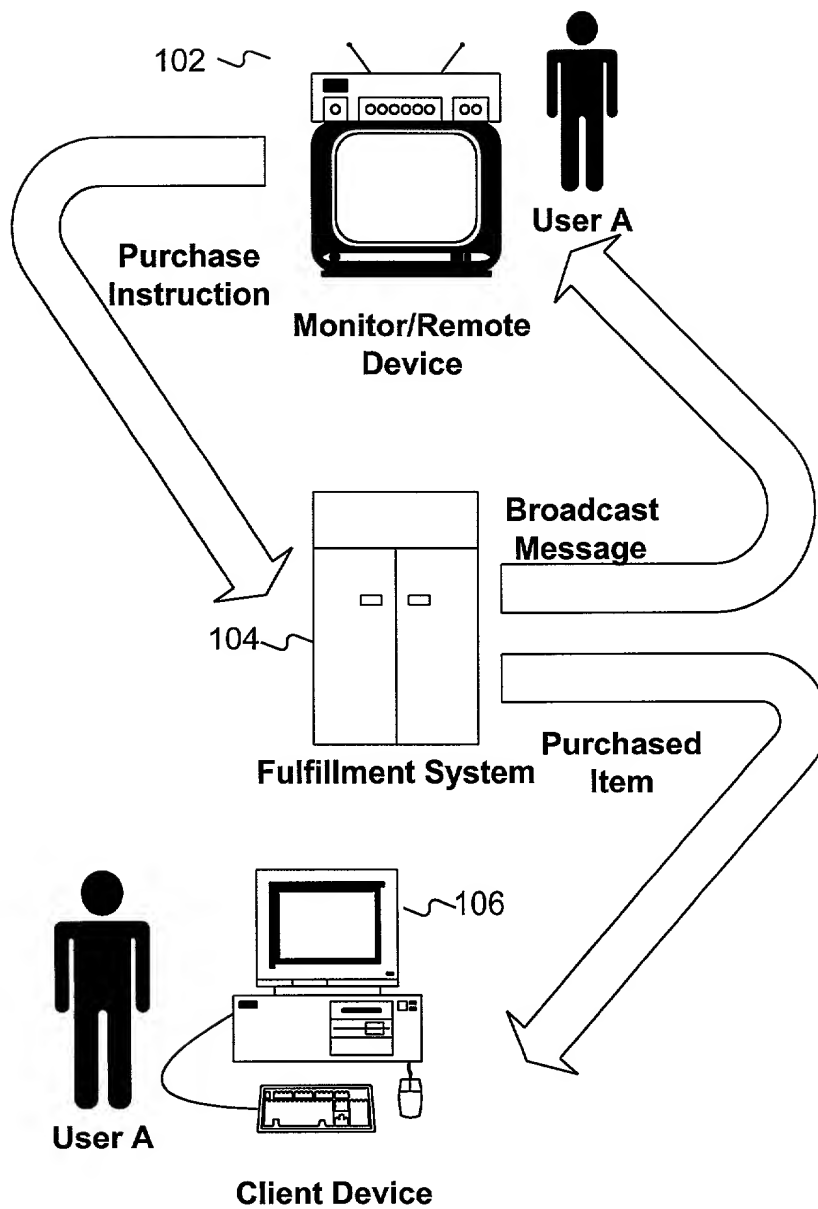 102
User A
Purchase
Instruction
Monitor/Remote
Device
Broadcast
Message
104
Fulfillment System
Purchased
Item
106
User A
Client Device